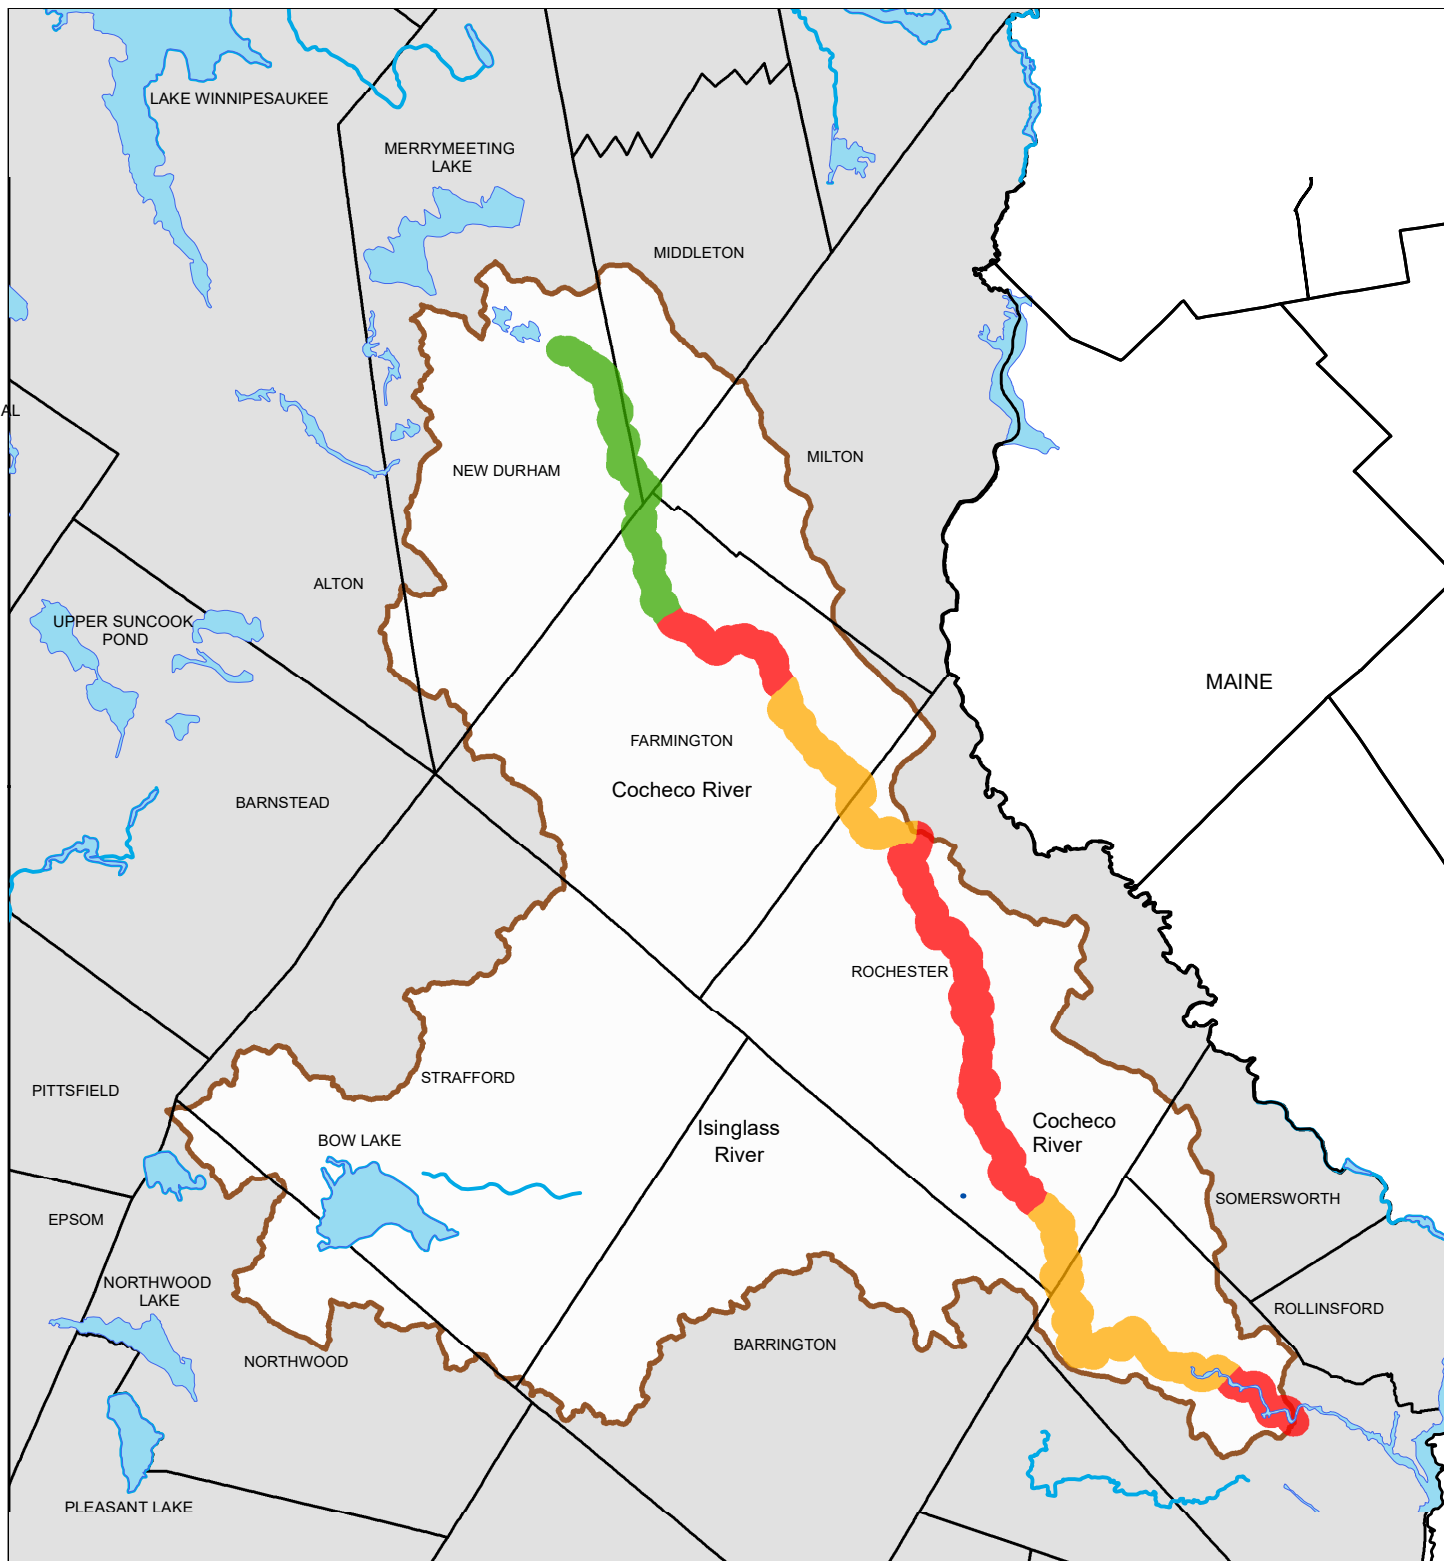 LAKE WINNIPESAUKEE
MERRYMEETING
LAKE
MIDDLETON
AL
NEW DURHAM
MILTON
ALTON
UPPER SUNCOOK
POND
MAINE
FARMINGTON
Cocheco River
BARNSTEAD
ROCHESTER
STRAFFORD
PITTSFIELD
Isinglass
River
Cocheco
River
BOW LAKE
SOMERSWORTH
EPSOM
NORTHWOOD
LAKE
ROLLINSFORD
BARRINGTON
NORTHWOOD
PLEASANT LAKE